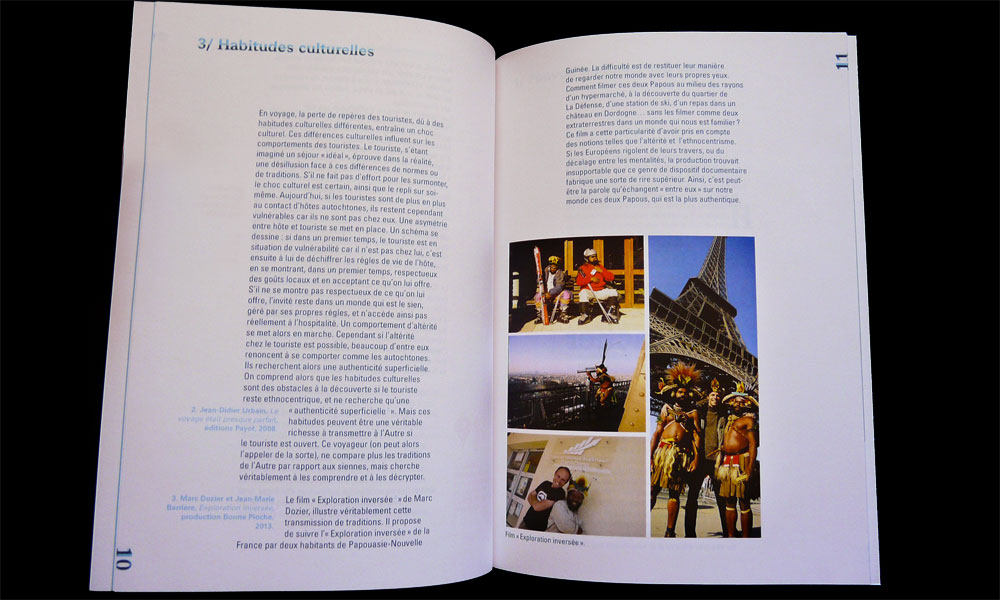 3/ Habitudes culturelles
En voyage, la perte de repères des touristes, dû à des
habitudes culturelles différentes, entraîne un choc
culturel. Ces différences culturelles influent sur les
comportements des touristes. Le touriste, s'étant
imaginé un séjour « idéal », éprouve dans la réalité,
une désillusion face à ces différences de normes ou
de traditions. S'il ne fait pas d'effort pour les surmonter,
le choc culturel est certain, ainsi que le repli sur soi-
même. Aujourd'hui, si les touristes sont de plus en plus
au contact d'hôtes autochtones, ils restent cependant
vulnérables car ils ne sont pas chez eux. Une asymétrie
entre hôte et touriste se met en place. Un schéma se
dessine : si dans un premier temps, le touriste est en
situation de vulnérabilité car il n'est pas chez lui, c'est
ensuite à lui de déchiffrer les règles de vie de l'hôte,
en se montrant, dans un premier temps, respectueux
des goûts locaux et en acceptant ce qu'on lui offre.
S'il ne se montre pas respectueux de ce qu'on lui
offre, l'invité reste dans un monde qui est le sien,
géré par ses propres règles, et n'accède ainsi pas
réellement à l'hospitalité. Un comportement d'altérité
se met alors en marche. Cependant si l'altérité
chez le touriste est possible, beaucoup d'entre eux
renoncent à se comporter comme les autochtones.
Ils recherchent alors une authenticité superficielle.
On comprend alors que les habitudes culturelles
sont des obstacles à la découverte si le touriste
reste ethnocentrique, et ne recherche qu'une
« authenticité superficielle ». Mais ces
habitudes peuvent être une véritable
richesse à transmettre à l'Autre si
le touriste est ouvert. Ce voyageur (on peut alors
l'appeler de la sorte), ne compare plus les traditions
de l'Autre par rapport aux siennes, mais cherche
véritablement à les comprendre et à les décrypter.
2. Jean-Didier Urbain, Le
voyage était presque parfait,
éditions Payot, 2008.
Le film « Exploration inversée » de Marc
Dozier, illustre véritablement cette
transmission de traditions. Il propose
de suivre l'« Exploration inversée » de la
France par deux habitants de Papouasie-Nouvelle
3. Marc Dozier et Jean-Marie
Barrère, Exploration inversée,
production Bonne Pioche,
2013.
10
11
Guinée. La difficulté est de restituer leur manière
de regarder notre monde avec leurs propres yeux.
Comment filmer ces deux Papous au milieu des rayons
d'un hypermarché, à la découverte du quartier de
La Défense, d'une station de ski, d'un repas dans un
château en Dordogne... sans les filmer comme deux
extraterrestres dans un monde qui nous est familier ?
Ce film a cette particularité d'avoir pris en compte
des notions telles que l'altérité et l'ethnocentrisme.
Si les Européens rigolent de leurs travers, ou du
décalage entre les mentalités, la production trouvait
insupportable que ce genre de dispositif documentaire
fabrique une sorte de rire supérieur. Ainsi, c'est peut-
être la parole qu'échangent « entre eux » sur notre
monde ces deux Papous, qui est la plus authentique.
Film « Exploration inversée ».